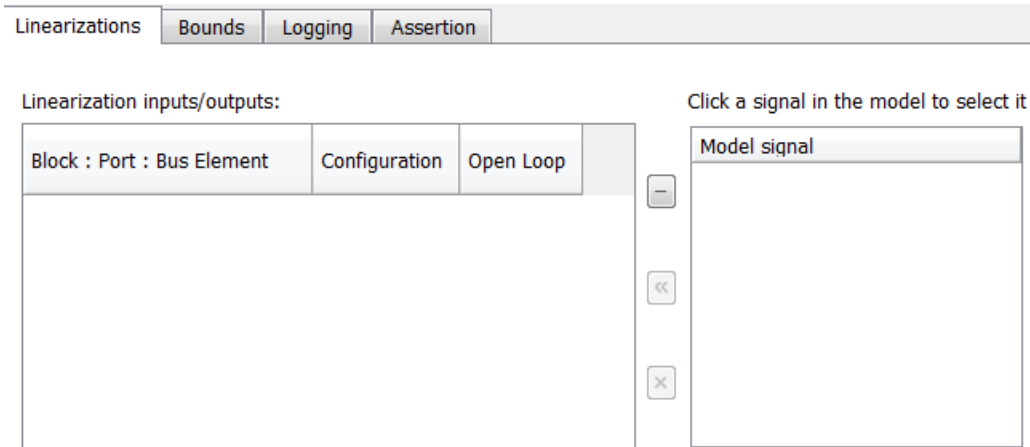 Linearizations Bounds Logging Assertion
Linearization inputs/outputs: Click a signal in the model to select it
Block : Port : Bus Element Configuration Open Loop Model signal